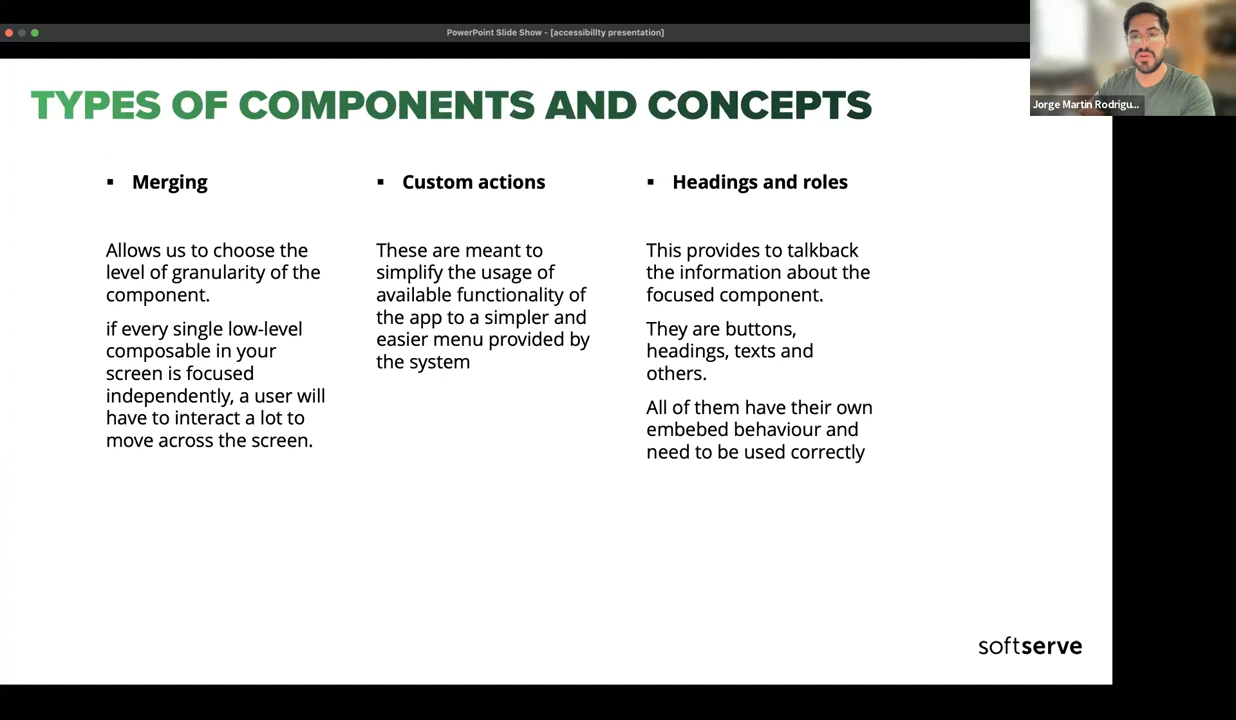 PowerPoint Slide Show - [accessibillty presentation]
Jorge Martin Rodrigu...
TYPES OF COMPONENTS AND CONCEPTS
▪ Merging
Allows us to choose the
level of granularity of the
component.
if every single low-level
composable in your
screen is focused
independently, a user will
have to interact a lot to
move across the screen.
▪ Custom actions
These are meant to
simplify the usage of
available functionality of
the app to a simpler and
easier menu provided by
the system
▪ Headings and roles
This provides to talkback
the information about the
focused component.
They are buttons,
headings, texts and
others.
All of them have their own
embebed behaviour and
need to be used correctly
softserve